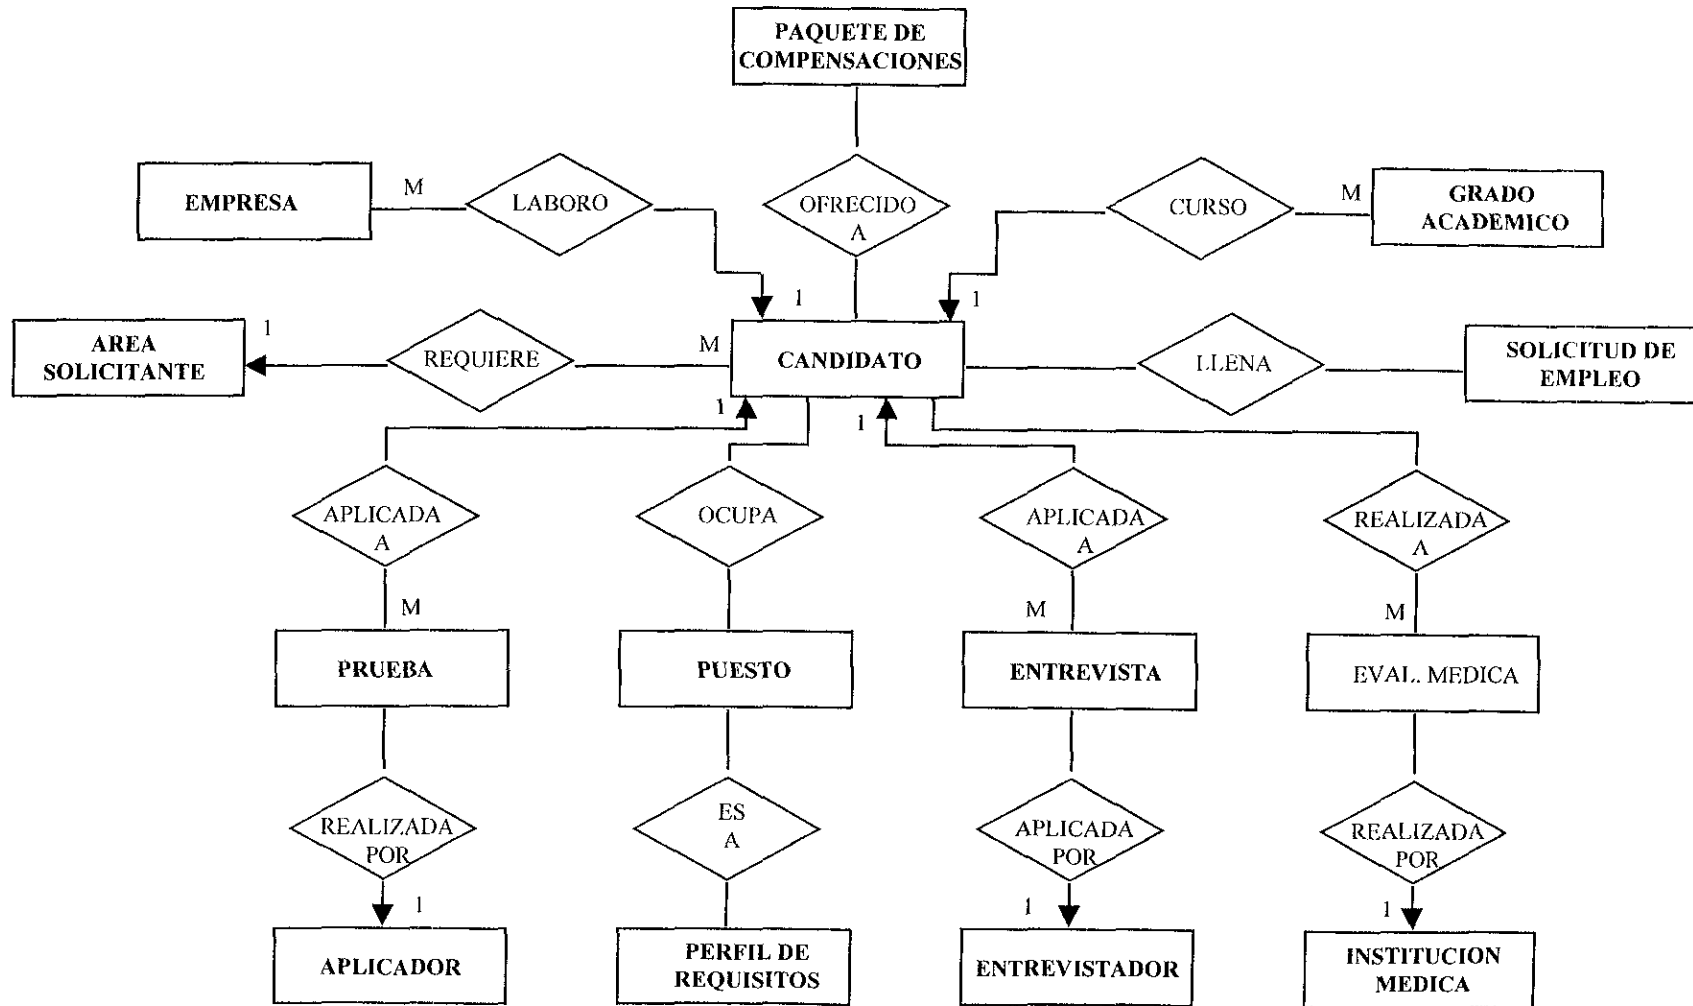 PAQUETE DE
COMPENSACIONES
EMPRESA
M
LABORO
OFRECIDO
A
CURSO
M
GRADO
ACADEMICO
1
1
AREA
SOLICITANTE
1
REQUIERE
M
CANDIDATO
LLENA
SOLICITUD DE
EMPLEO
1
1
APLICADA
A
OCUPA
APLICADA
A
REALIZADA
A
M
M
M
PRUEBA
PUESTO
ENTREVISTA
EVAL. MEDICA
REALIZADA
POR
ES
A
APLICADA
POR
REALIZADA
POR
1
1
1
APLICADOR
PERFIL DE
REQUISITOS
ENTREVISTADOR
INSTITUCION
MEDICA